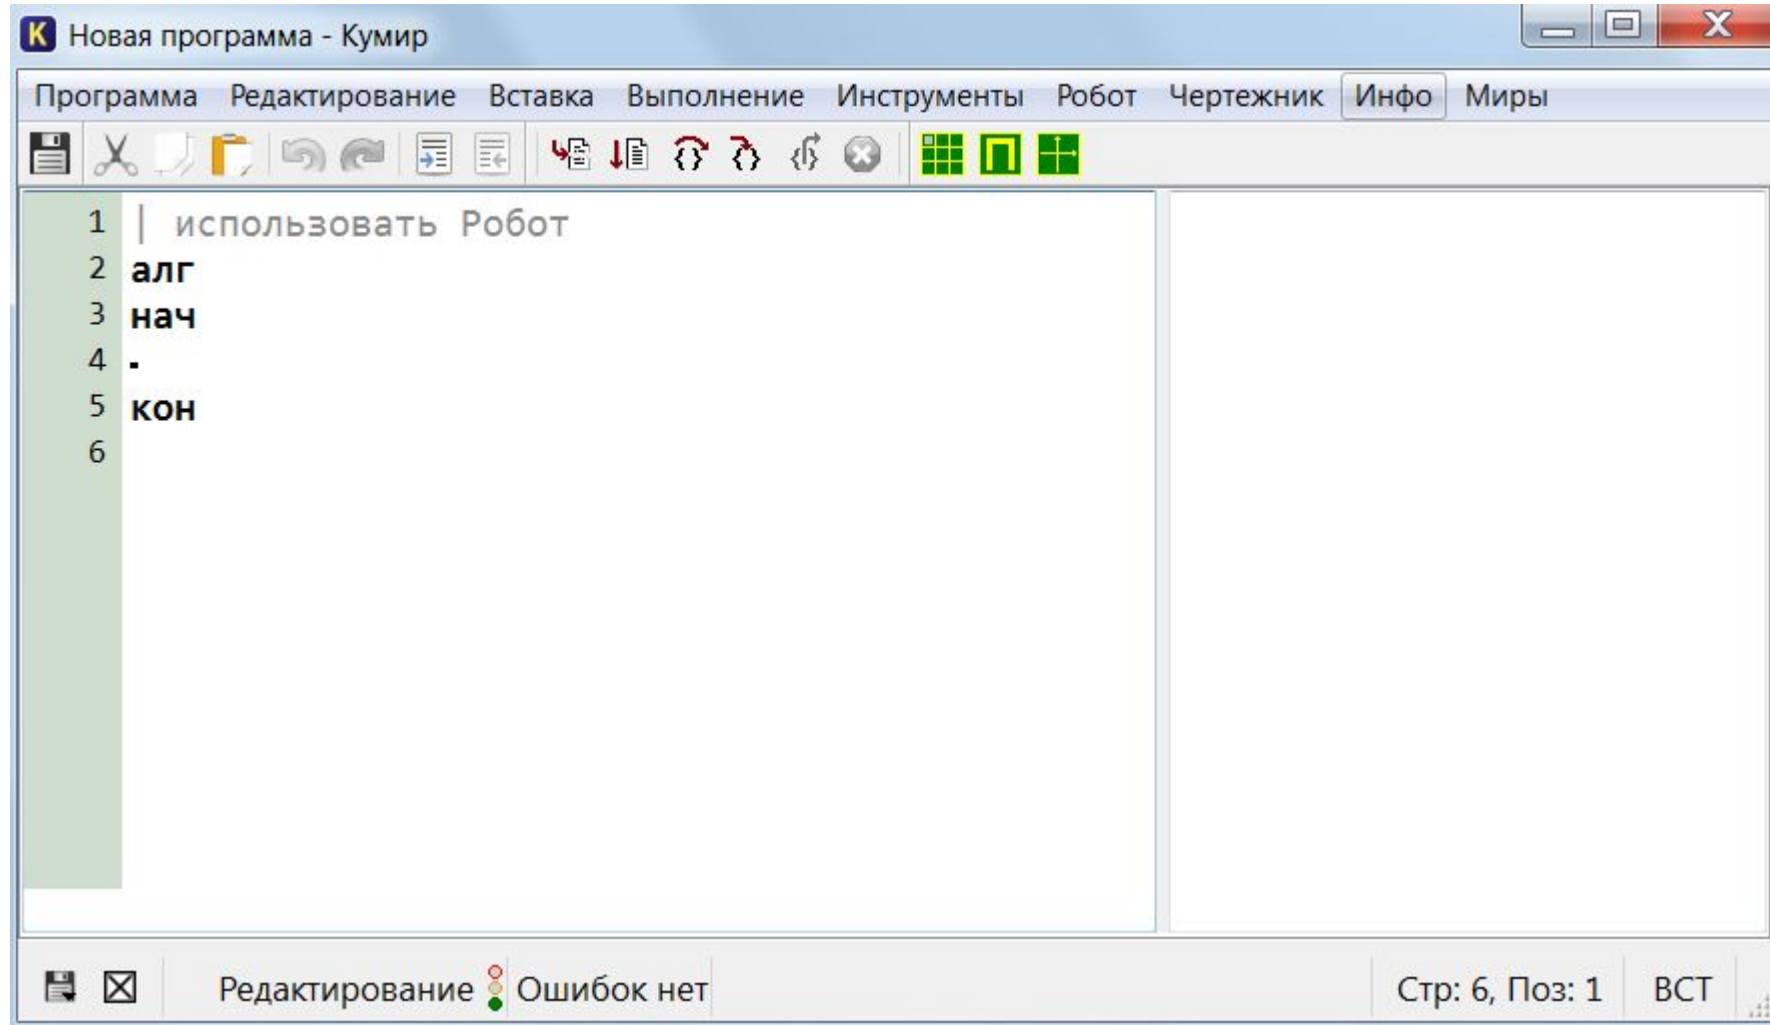 Новая программа - Кумир
Программа Редактирование Вставка Выполнение Инструменты Робот Чертежник Инфо Миры
1 | использовать Робот
2 алг
3 нач
4 .
5 кон
6
Редактирование Ошибок нет Стр: 6, Поз: 1 ВСТ